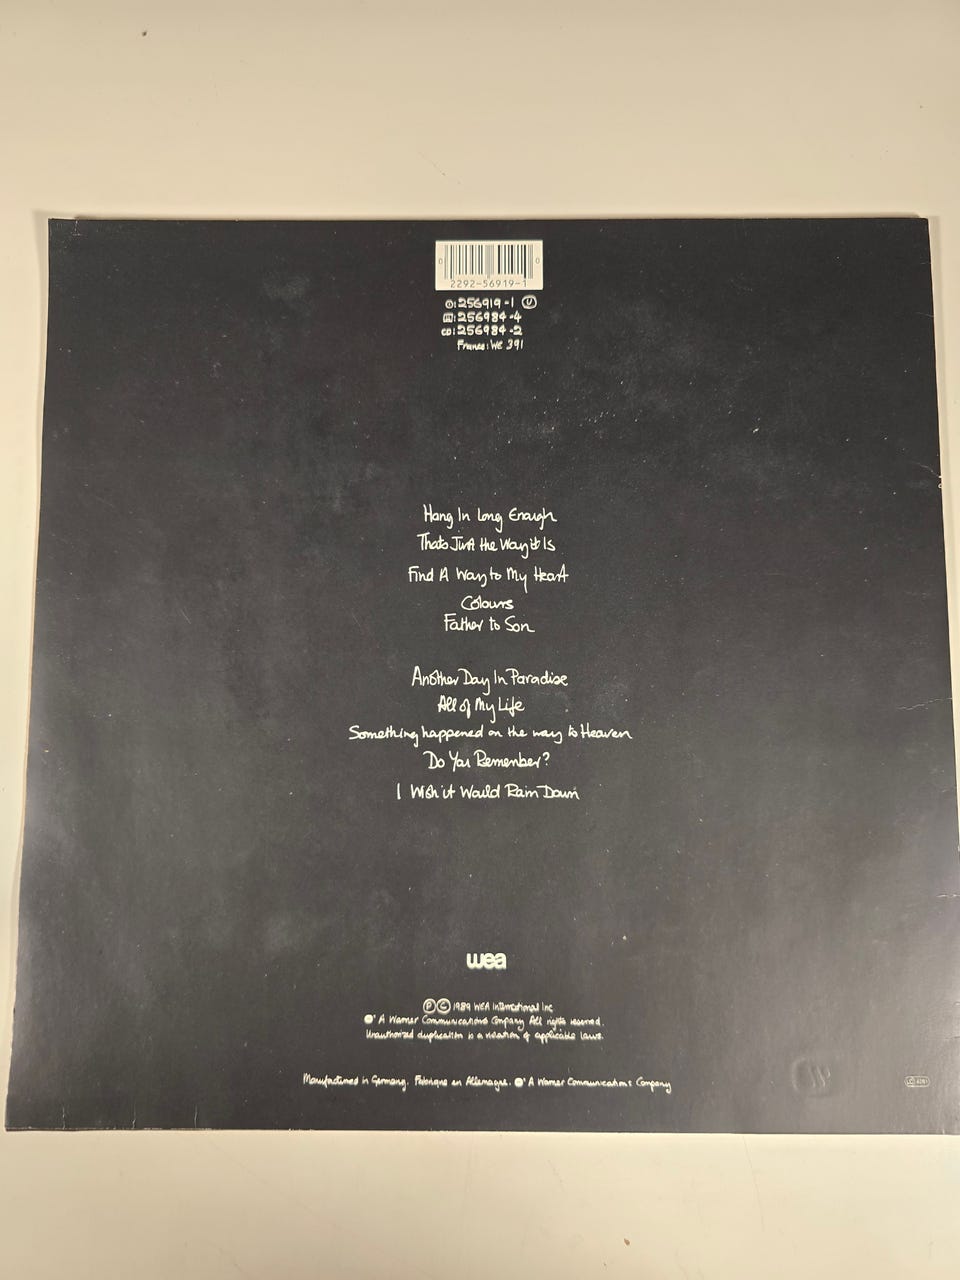 0 0
2292-56919-1
: 256919-1 U
: 256984-4
CD: 256984-2
France: WE 391
Hang In Long Enough
Thats Just the Way it Is
Find A Way to My Heart
Colours
Father to Son
Another Day In Paradise
All of My Life
Something happened on the way to Heaven
Do You Remember?
I Wish it Would Rain Down
wea
Ⓟ Ⓒ 1989 WEA International Inc.
A Warner Communications Company All rights reserved.
Unauthorized duplication is a violation of applicable laws.
Manufactured in Germany. Fabriqué en Allemagne. A Warner Communications Company
LC